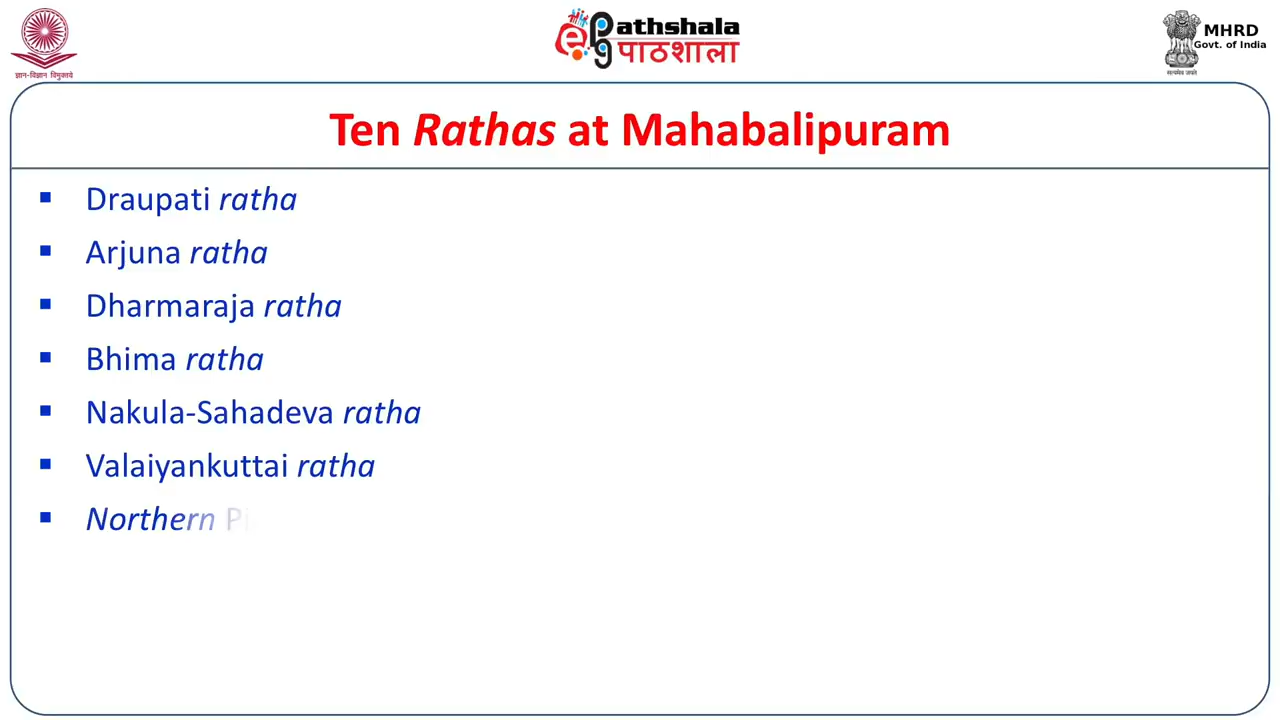 ज्ञान-विज्ञान विमुक्तये
ePG Pathshala
पाठशाला
सत्यमेव जयते
MHRD
Govt. of India
Ten Rathas at Mahabalipuram
▪ Draupati ratha
▪ Arjuna ratha
▪ Dharmaraja ratha
▪ Bhima ratha
▪ Nakula-Sahadeva ratha
▪ Valaiyankuttai ratha
▪ Northern